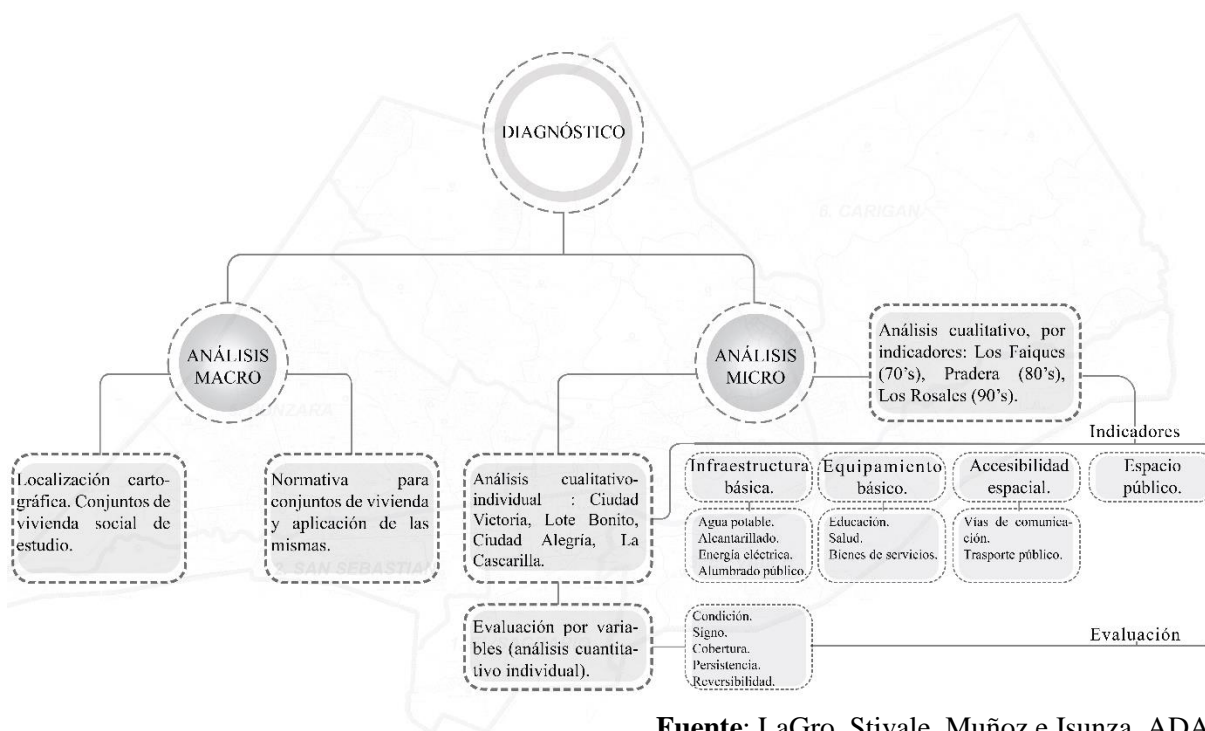 DIAGNÓSTICO
6. CARIGAN
ANÁLISIS
MACRO
ANÁLISIS
MICRO
Análisis cualitativo, por
indicadores: Los Faiques
(70’s), Pradera (80’s),
Los Rosales (90’s).
Indicadores
Localización carto-
gráfica. Conjuntos de
vivienda social de
estudio.
Normativa para
conjuntos de vivienda
y aplicación de las
mismas.
Análisis cualitativo-
individual : Ciudad
Victoria, Lote Bonito,
Ciudad Alegría, La
Cascarilla.
Infraestructura
básica.
Equipamiento
básico.
Accesibilidad
espacial.
Espacio
público.
Agua potable.
Alcantarillado.
Energía eléctrica.
Alumbrado público.
Educación.
Salud.
Bienes de servicios.
Vías de comunica-
ción.
Trasporte público.
SAN SEBASTIAN
Evaluación por varia-
bles (análisis cuantita-
tivo individual).
Condición.
Signo.
Cobertura.
Persistencia.
Reversibilidad.
Evaluación
Fuente: LaGro, Stivale, Muñoz e Isunza, ADA